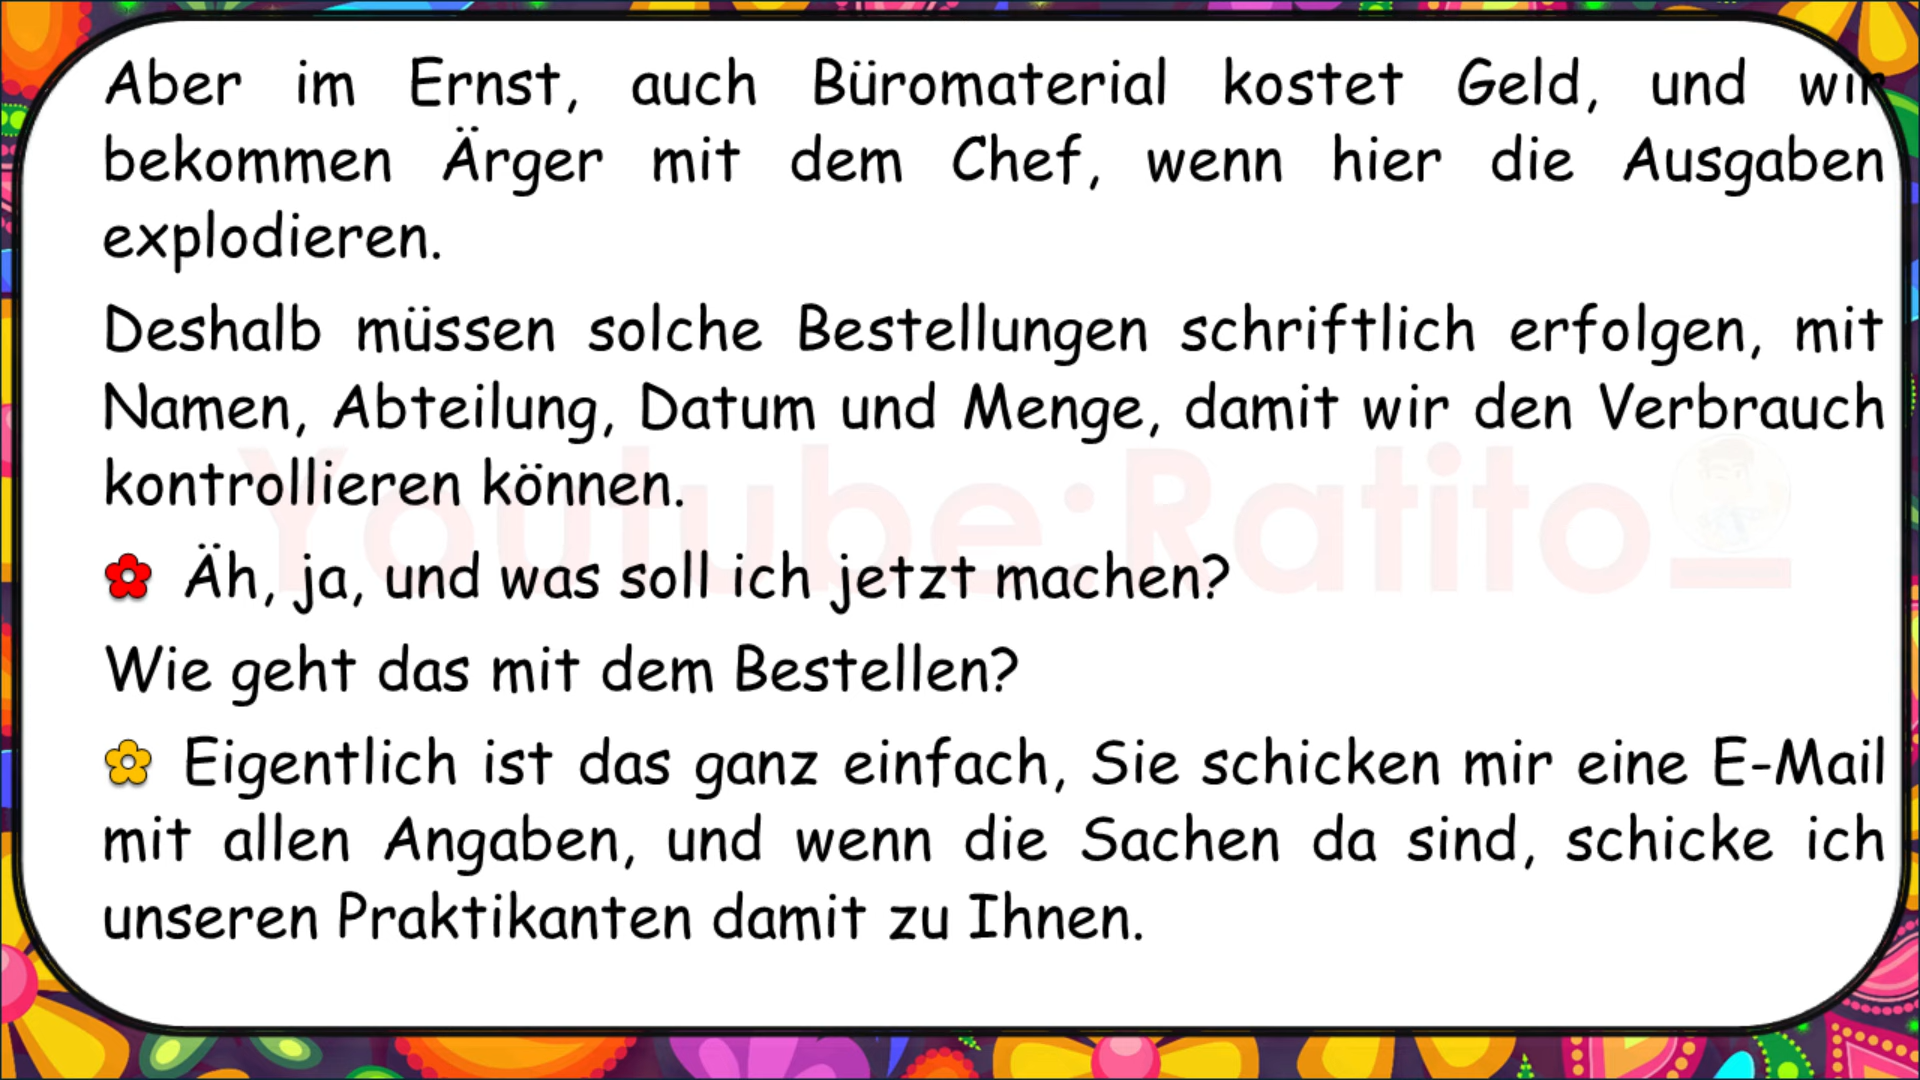 Aber im Ernst, auch Büromaterial kostet Geld, und wir
bekommen Ärger mit dem Chef, wenn hier die Ausgaben
explodieren.
Deshalb müssen solche Bestellungen schriftlich erfolgen, mit
Namen, Abteilung, Datum und Menge, damit wir den Verbrauch
kontrollieren können.
Youtube:Ratito
Äh, ja, und was soll ich jetzt machen?
Wie geht das mit dem Bestellen?
Eigentlich ist das ganz einfach, Sie schicken mir eine E-Mail
mit allen Angaben, und wenn die Sachen da sind, schicke ich
unseren Praktikanten damit zu Ihnen.